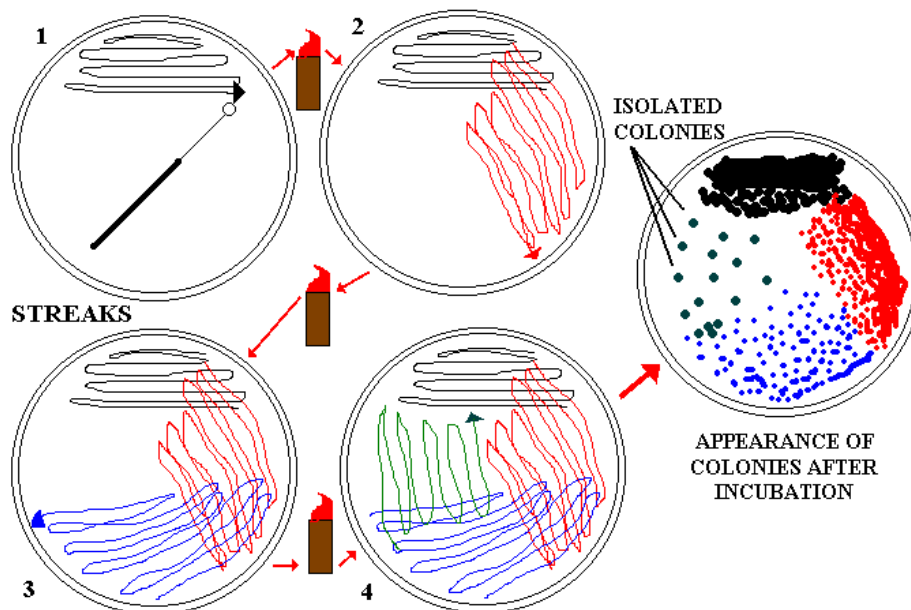 1
2
ISOLATED
COLONIES
STREAKS
3
4
APPEARANCE OF
COLONIES AFTER
INCUBATION